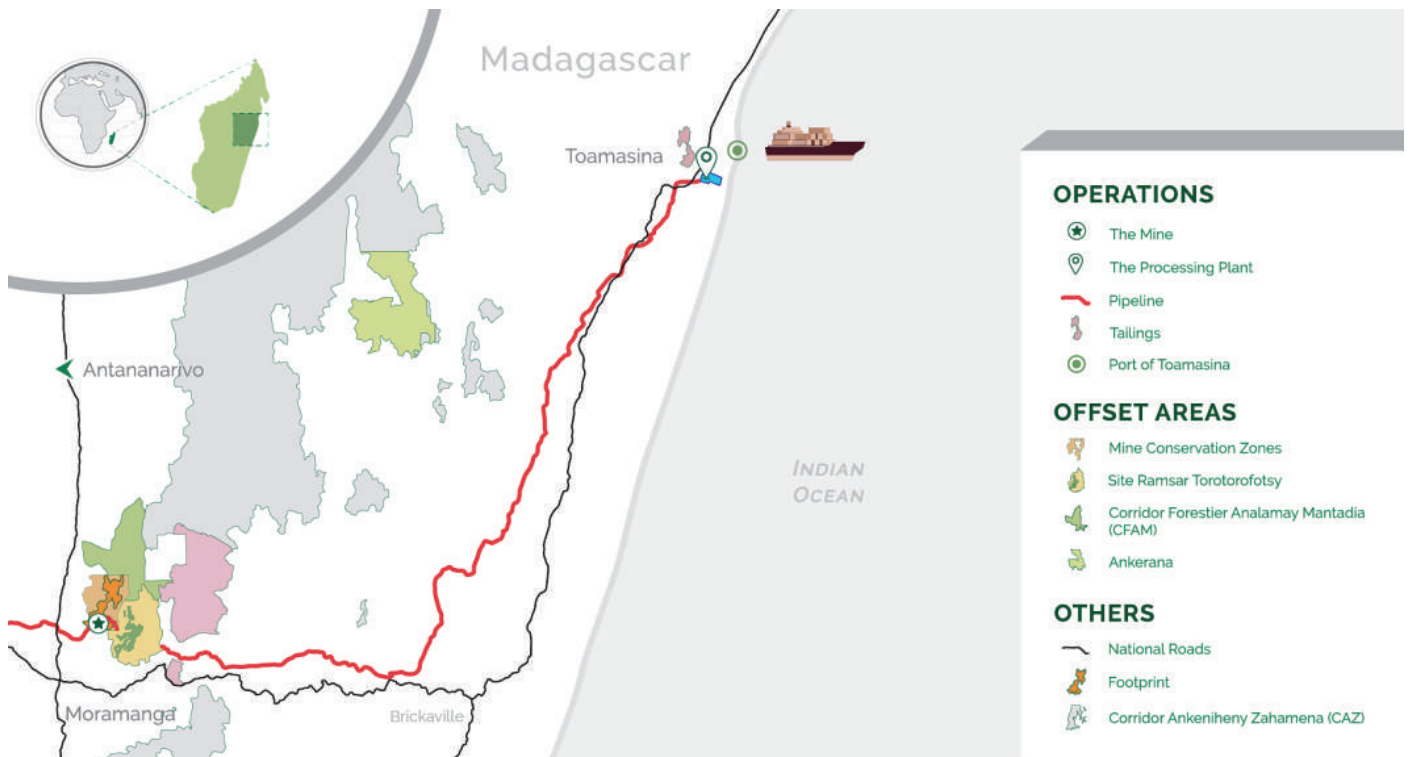 Madagascar
Toamasina
Antananarivo
INDIAN
OCEAN
Moramanga
Brickaville
OPERATIONS
The Mine
The Processing Plant
Pipeline
Tailings
Port of Toamasina
OFFSET AREAS
Mine Conservation Zones
Site Ramsar Torotorofotsy
Corridor Forestier Analamay Mantadia
(CFAM)
Ankerana
OTHERS
National Roads
Footprint
Corridor Ankeniheny Zahamena (CAZ)